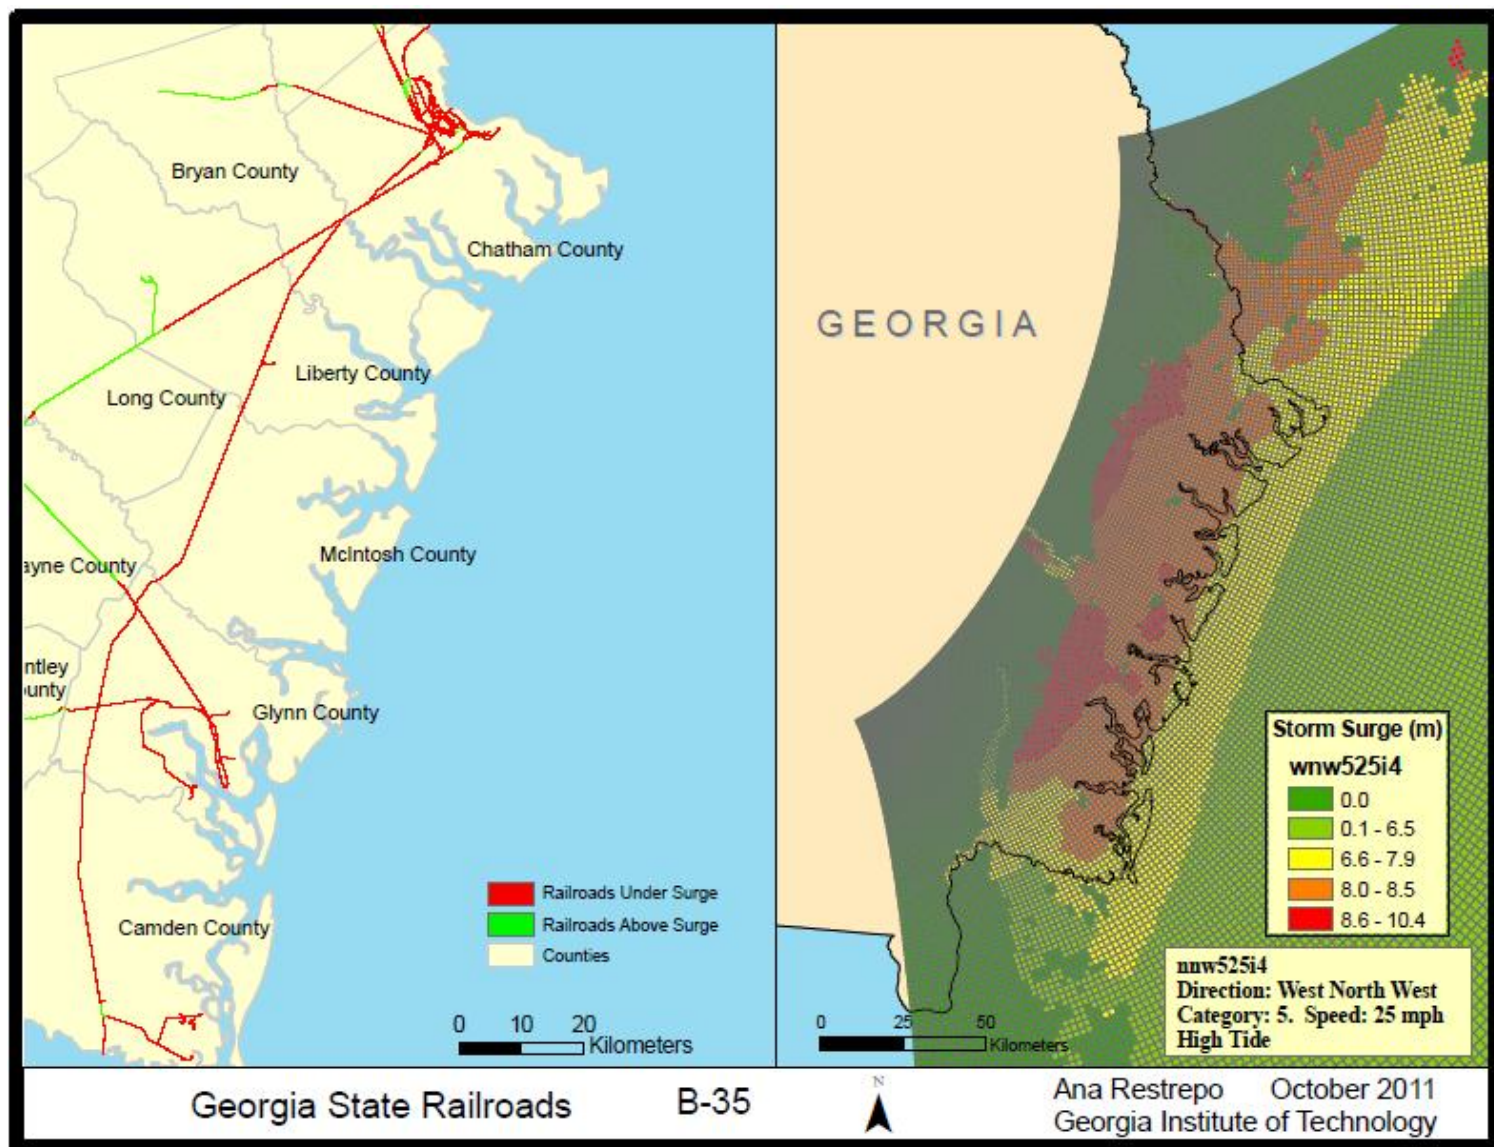 Bryan County
Chatham County
Liberty County
Long County
McIntosh County
ayne County
ntley
ounty
Glynn County
Camden County
Railroads Under Surge
Railroads Above Surge
Counties
0 10 20
Kilometers
GEORGIA
Storm Surge (m)
wnw525i4
0.0
0.1 - 6.5
6.6 - 7.9
8.0 - 8.5
8.6 - 10.4
nnw525i4
Direction: West North West
Category: 5. Speed: 25 mph
High Tide
0 25 50
Kilometers
Georgia State Railroads
B-35
N
Ana Restrepo October 2011
Georgia Institute of Technology